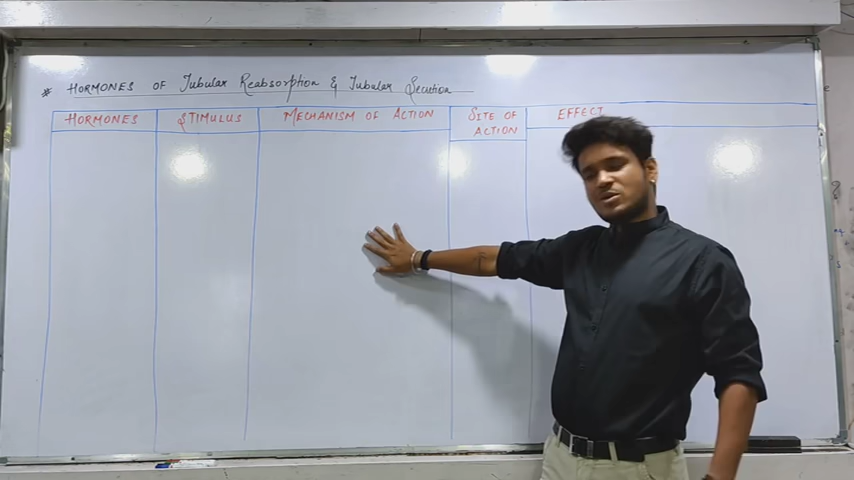 * HORMONES OF Tubular Reabsorption & Tubular Secretion
HORMONES STIMULUS MECHANISM OF ACTION SITE OF ACTION EFFECT